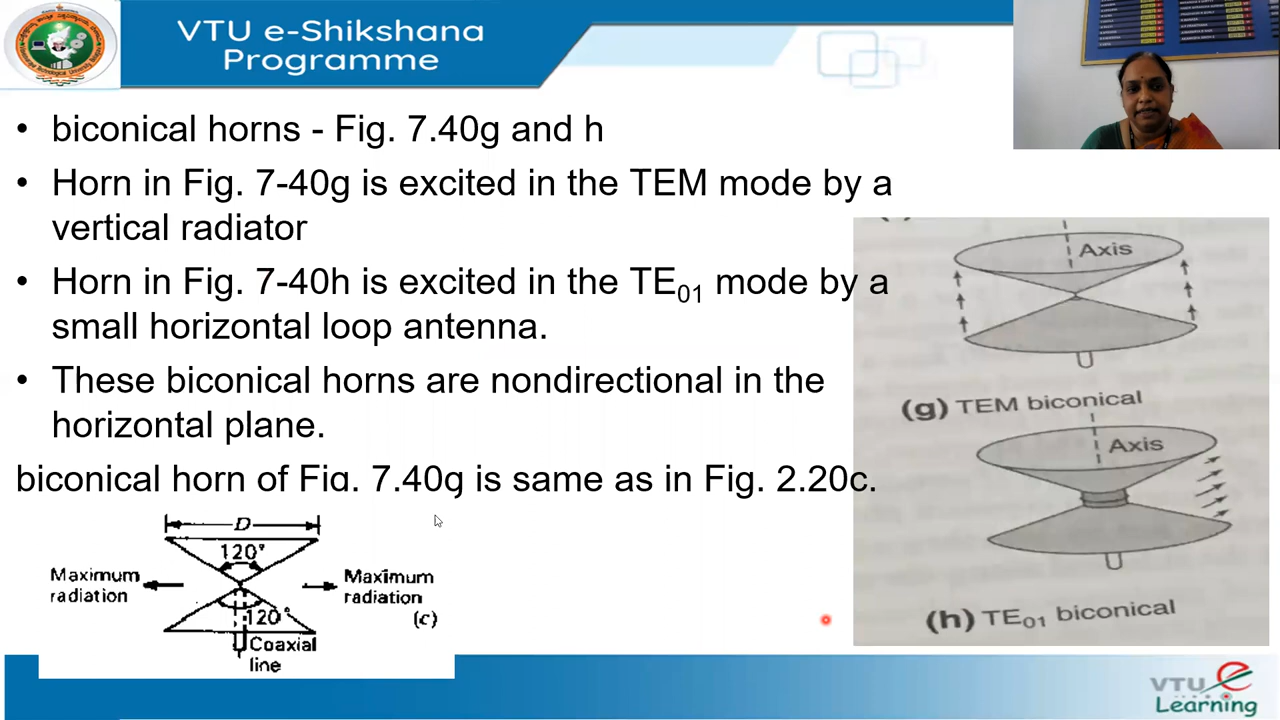 VTU e-Shikshana
Programme
• biconical horns - Fig. 7.40g and h
• Horn in Fig. 7-40g is excited in the TEM mode by a
vertical radiator
• Horn in Fig. 7-40h is excited in the TE01 mode by a
small horizontal loop antenna.
• These biconical horns are nondirectional in the
horizontal plane.
biconical horn of Fig. 7.40g is same as in Fig. 2.20c.
Axis
(g) TEM biconical
Axis
(h) TE01 biconical
D
120°
Maximum
radiation
Maximum
radiation
120°
(c)
Coaxial
line
VTU e
Learning